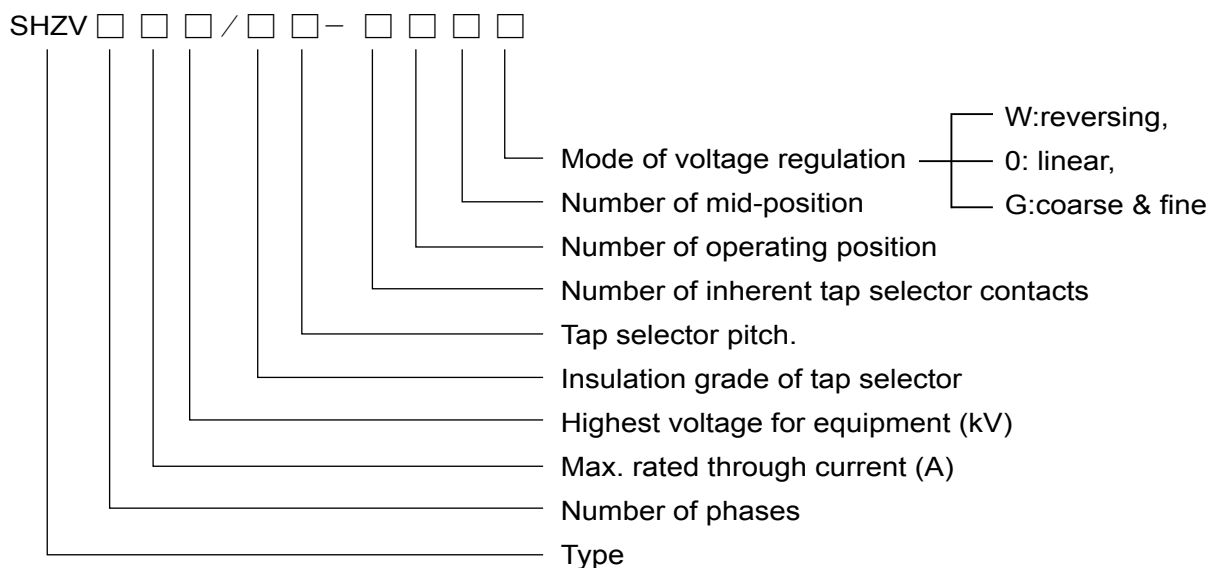 SHZV □ □ □ / □ □ – □ □ □ □
W:reversing,
Mode of voltage regulation
0: linear,
Number of mid-position
G:coarse & fine
Number of operating position
Number of inherent tap selector contacts
Tap selector pitch.
Insulation grade of tap selector
Highest voltage for equipment (kV)
Max. rated through current (A)
Number of phases
Type